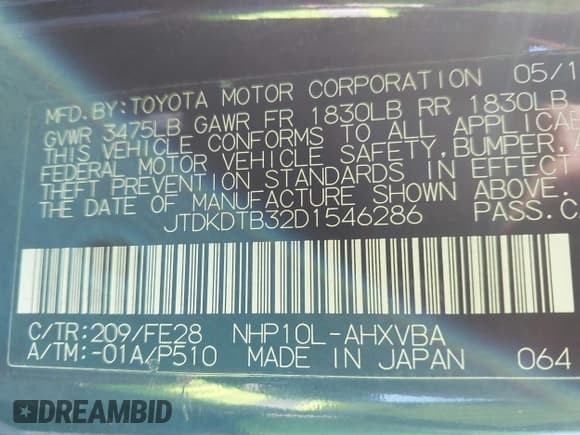 MFD.BY:TOYOTA MOTOR CORPORATION 05/1
GVWR 3475LB GAWR FR 1830LB RR 1830LB
THIS VEHICLE CONFORMS TO ALL APPLICAB
FEDERAL MOTOR VEHICLE SAFETY,BUMPER,A
THEFT PREVENTION STANDARDS IN EFFECT
THE DATE OF MANUFACTURE SHOWN ABOVE.
JTDKDTB32D1546286 PASS.C
C/TR:209/FE28 NHP10L-AHXVBA
A/TM:-01A/P510 MADE IN JAPAN 064
DREAMBID